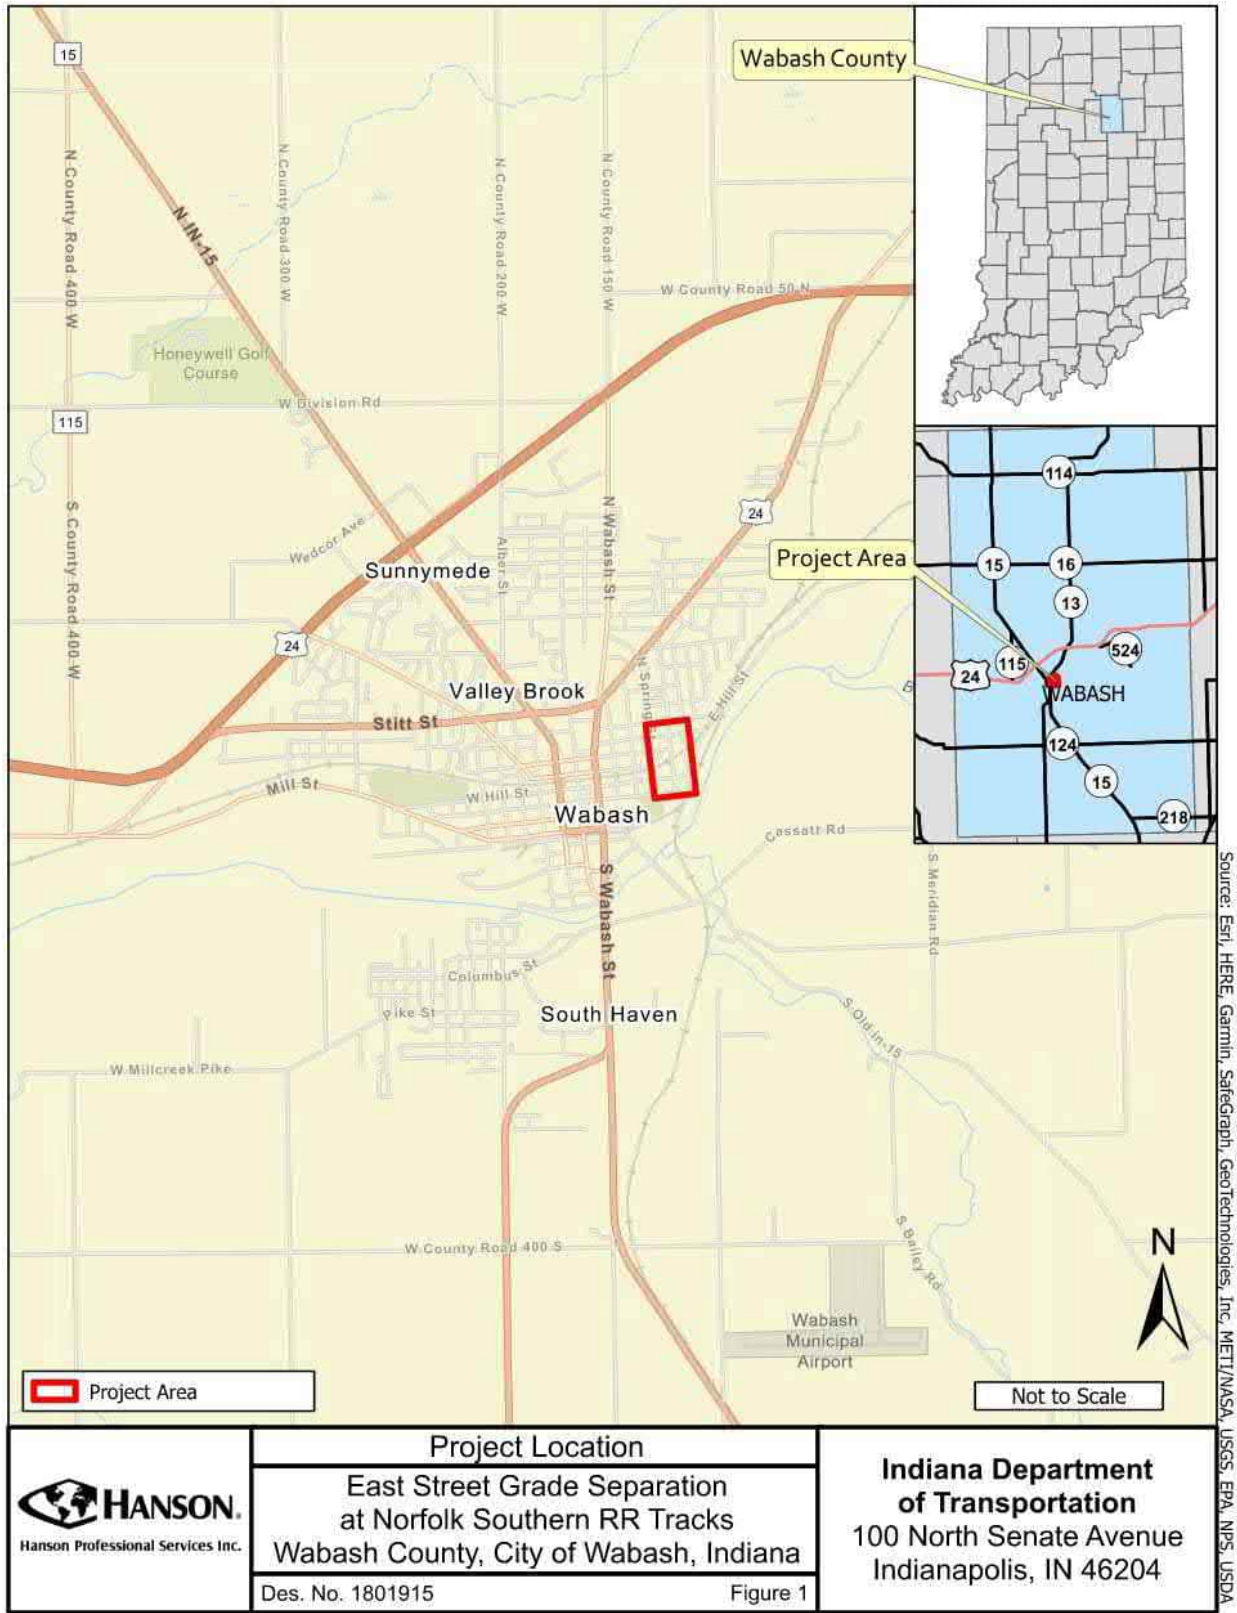 15
N County Road 400 W
N IN-15
N County Road 300 W
N County Road 200 W
N County Road 150 W
W County Road 50 N
Honeywell Golf
Course
W Division Rd
115
S County Road 400 W
Wedcor Ave
Alber St
N Wabash St
24
Sunnymede
24
N Spring St
E Hill St
B
Valley Brook
Stitt St
Mill St
W Hill St
Wabash
Cassatt Rd
S Wabash St
S Meridian Rd
Columbus St
Pike St
South Haven
S Old in-15
W Millcreek Pike
W County Road 400 S
S Bailey Rd
Wabash
Municipal
Airport
N
Project Area
Not to Scale
Wabash County
Project Area
114
15
16
13
524
115
24
WABASH
124
15
218
Source: Esri, HERE, Garmin, SafeGraph, GeoTechnologies, Inc, METI/NASA, USGS, EPA, NPS, USDA
HANSON.
Hanson Professional Services Inc.
Project Location
East Street Grade Separation
at Norfolk Southern RR Tracks
Wabash County, City of Wabash, Indiana
Des. No. 1801915 Figure 1
Indiana Department
of Transportation
100 North Senate Avenue
Indianapolis, IN 46204